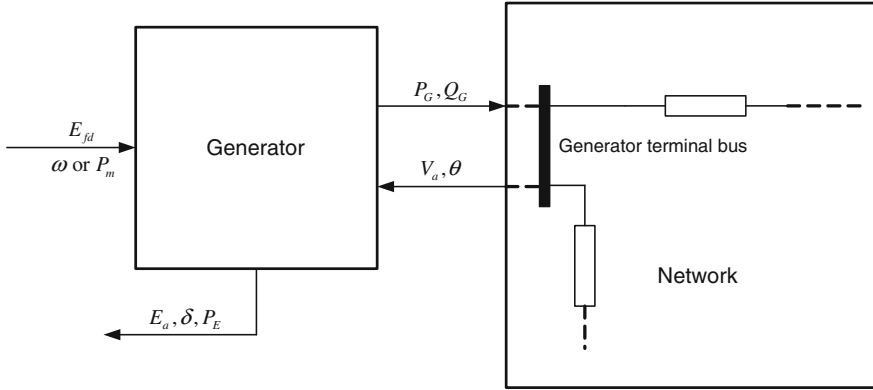 E_fd
ω or P_m
Generator
P_G, Q_G
V_a, θ
E_a, δ, P_E
Generator terminal bus
Network